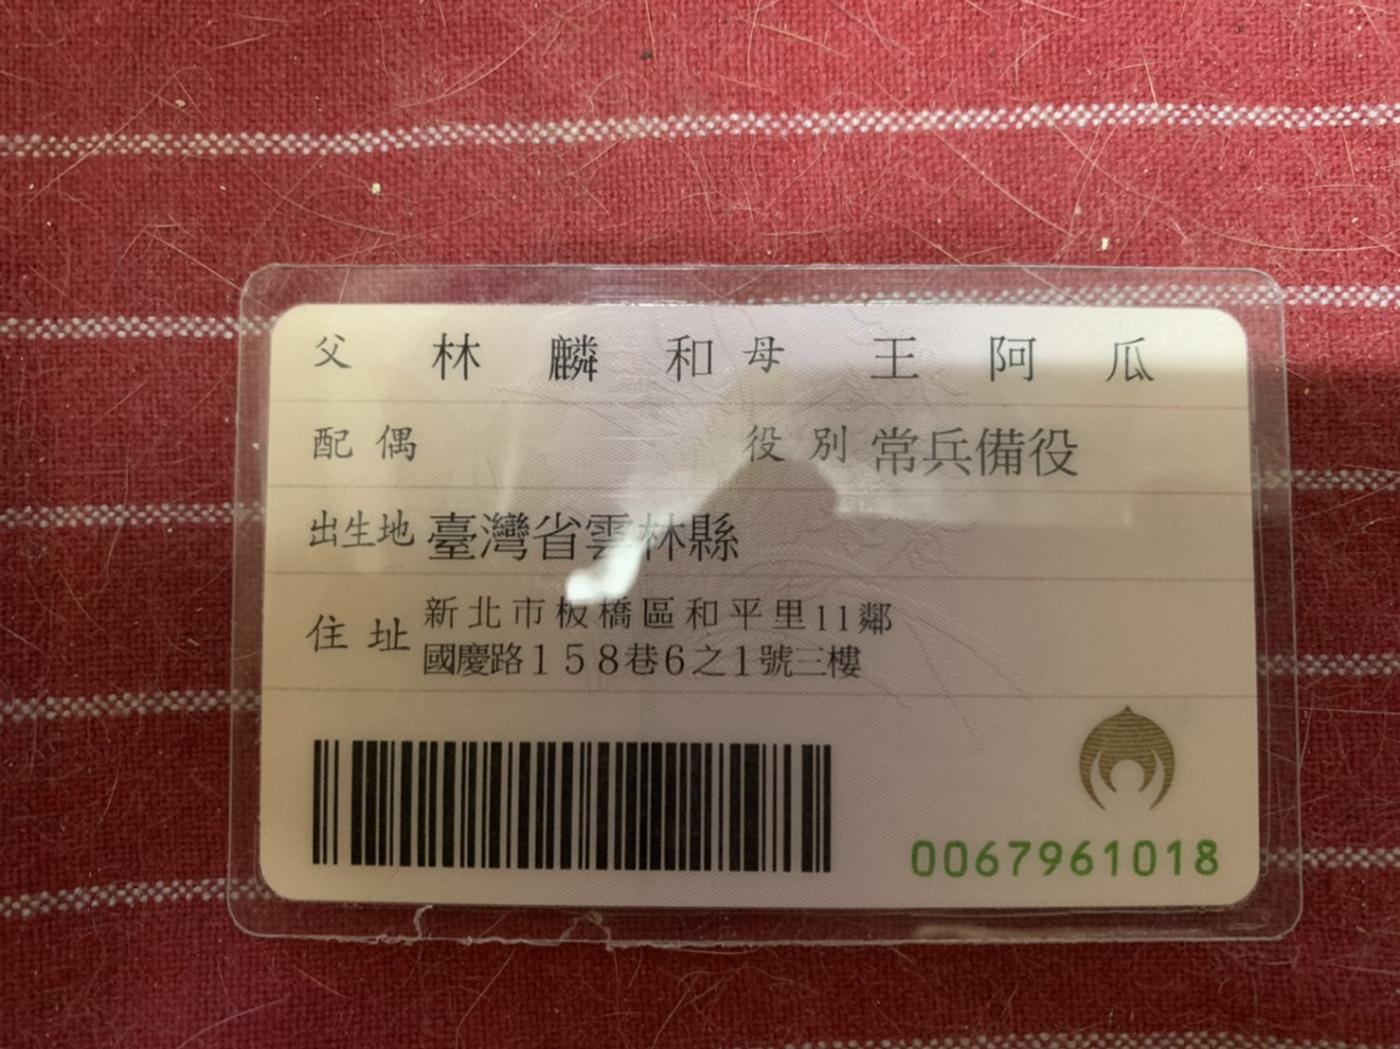 父 林麟和 母 王阿瓜
配偶 役別 常兵備役
出生地 臺灣省雲林縣
住址 新北市板橋區和平里11鄰
國慶路158巷6之1號三樓
0067961018